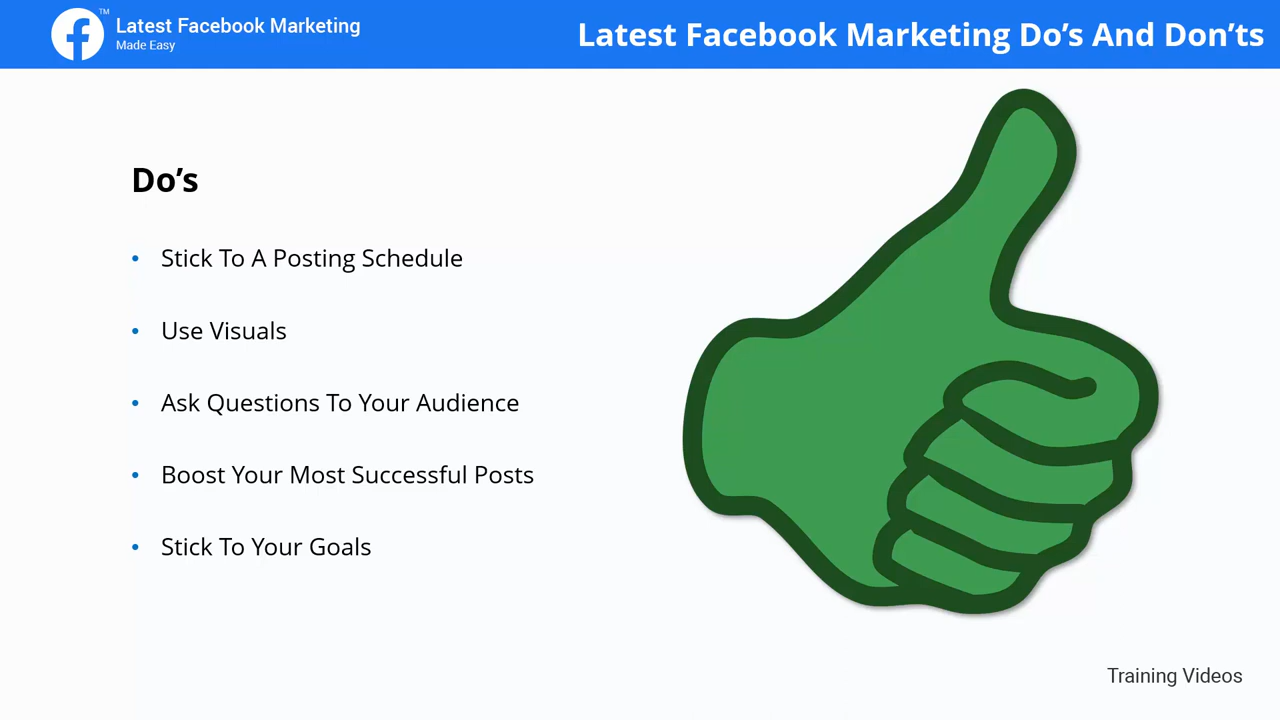 Latest Facebook Marketing
TM
Made Easy
Latest Facebook Marketing Do’s And Don’ts
Do’s
• Stick To A Posting Schedule
• Use Visuals
• Ask Questions To Your Audience
• Boost Your Most Successful Posts
• Stick To Your Goals
Training Videos